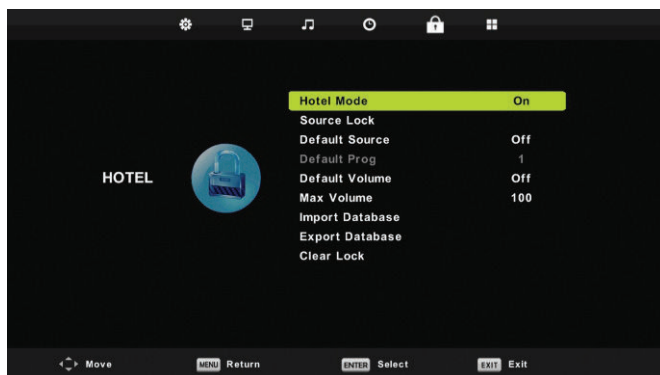 Hotel Mode On
Source Lock
Default Source Off
Default Prog 1
HOTEL
Default Volume Off
Max Volume 100
Import Database
Export Database
Clear Lock
Move MENU Return ENTER Select EXIT Exit